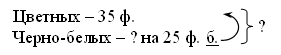 Цветных – 35 ф.
Черно-белых – ? на 25 ф. б. ?